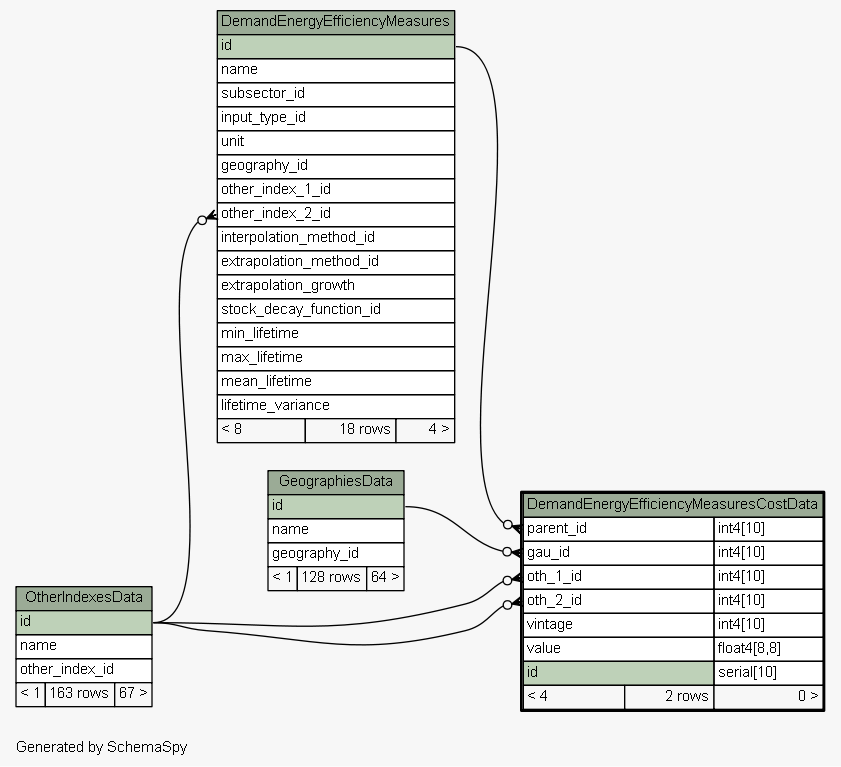 DemandEnergyEfficiencyMeasures
id
name
subsector_id
input_type_id
unit
geography_id
other_index_1_id
other_index_2_id
interpolation_method_id
extrapolation_method_id
extrapolation_growth
stock_decay_function_id
min_lifetime
max_lifetime
mean_lifetime
lifetime_variance
< 8 18 rows 4 >
GeographiesData
id
name
geography_id
< 1 128 rows 64 >
DemandEnergyEfficiencyMeasuresCostData
parent_id int4[10]
gau_id int4[10]
oth_1_id int4[10]
oth_2_id int4[10]
vintage int4[10]
value float4[8,8]
id serial[10]
< 4 2 rows 0 >
OtherIndexesData
id
name
other_index_id
< 1 163 rows 67 >
Generated by SchemaSpy